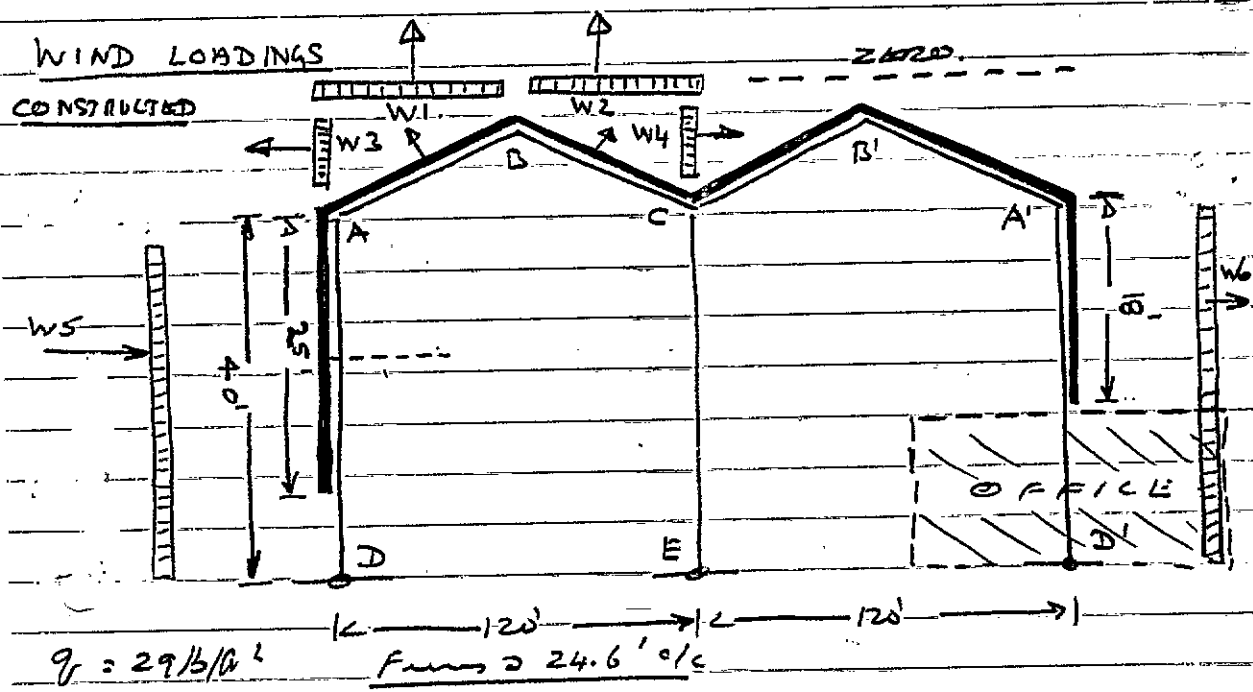 WIND LOADINGS
CONSTRUCTED
ZERO.
W1.
W2
W3
W4
B
B'
A
C
A'
W5
W6
40'
25'
OFFICE
D
E
D'
120'
120'
q = 29 lb/ft²
Frames @ 24.6' o/c